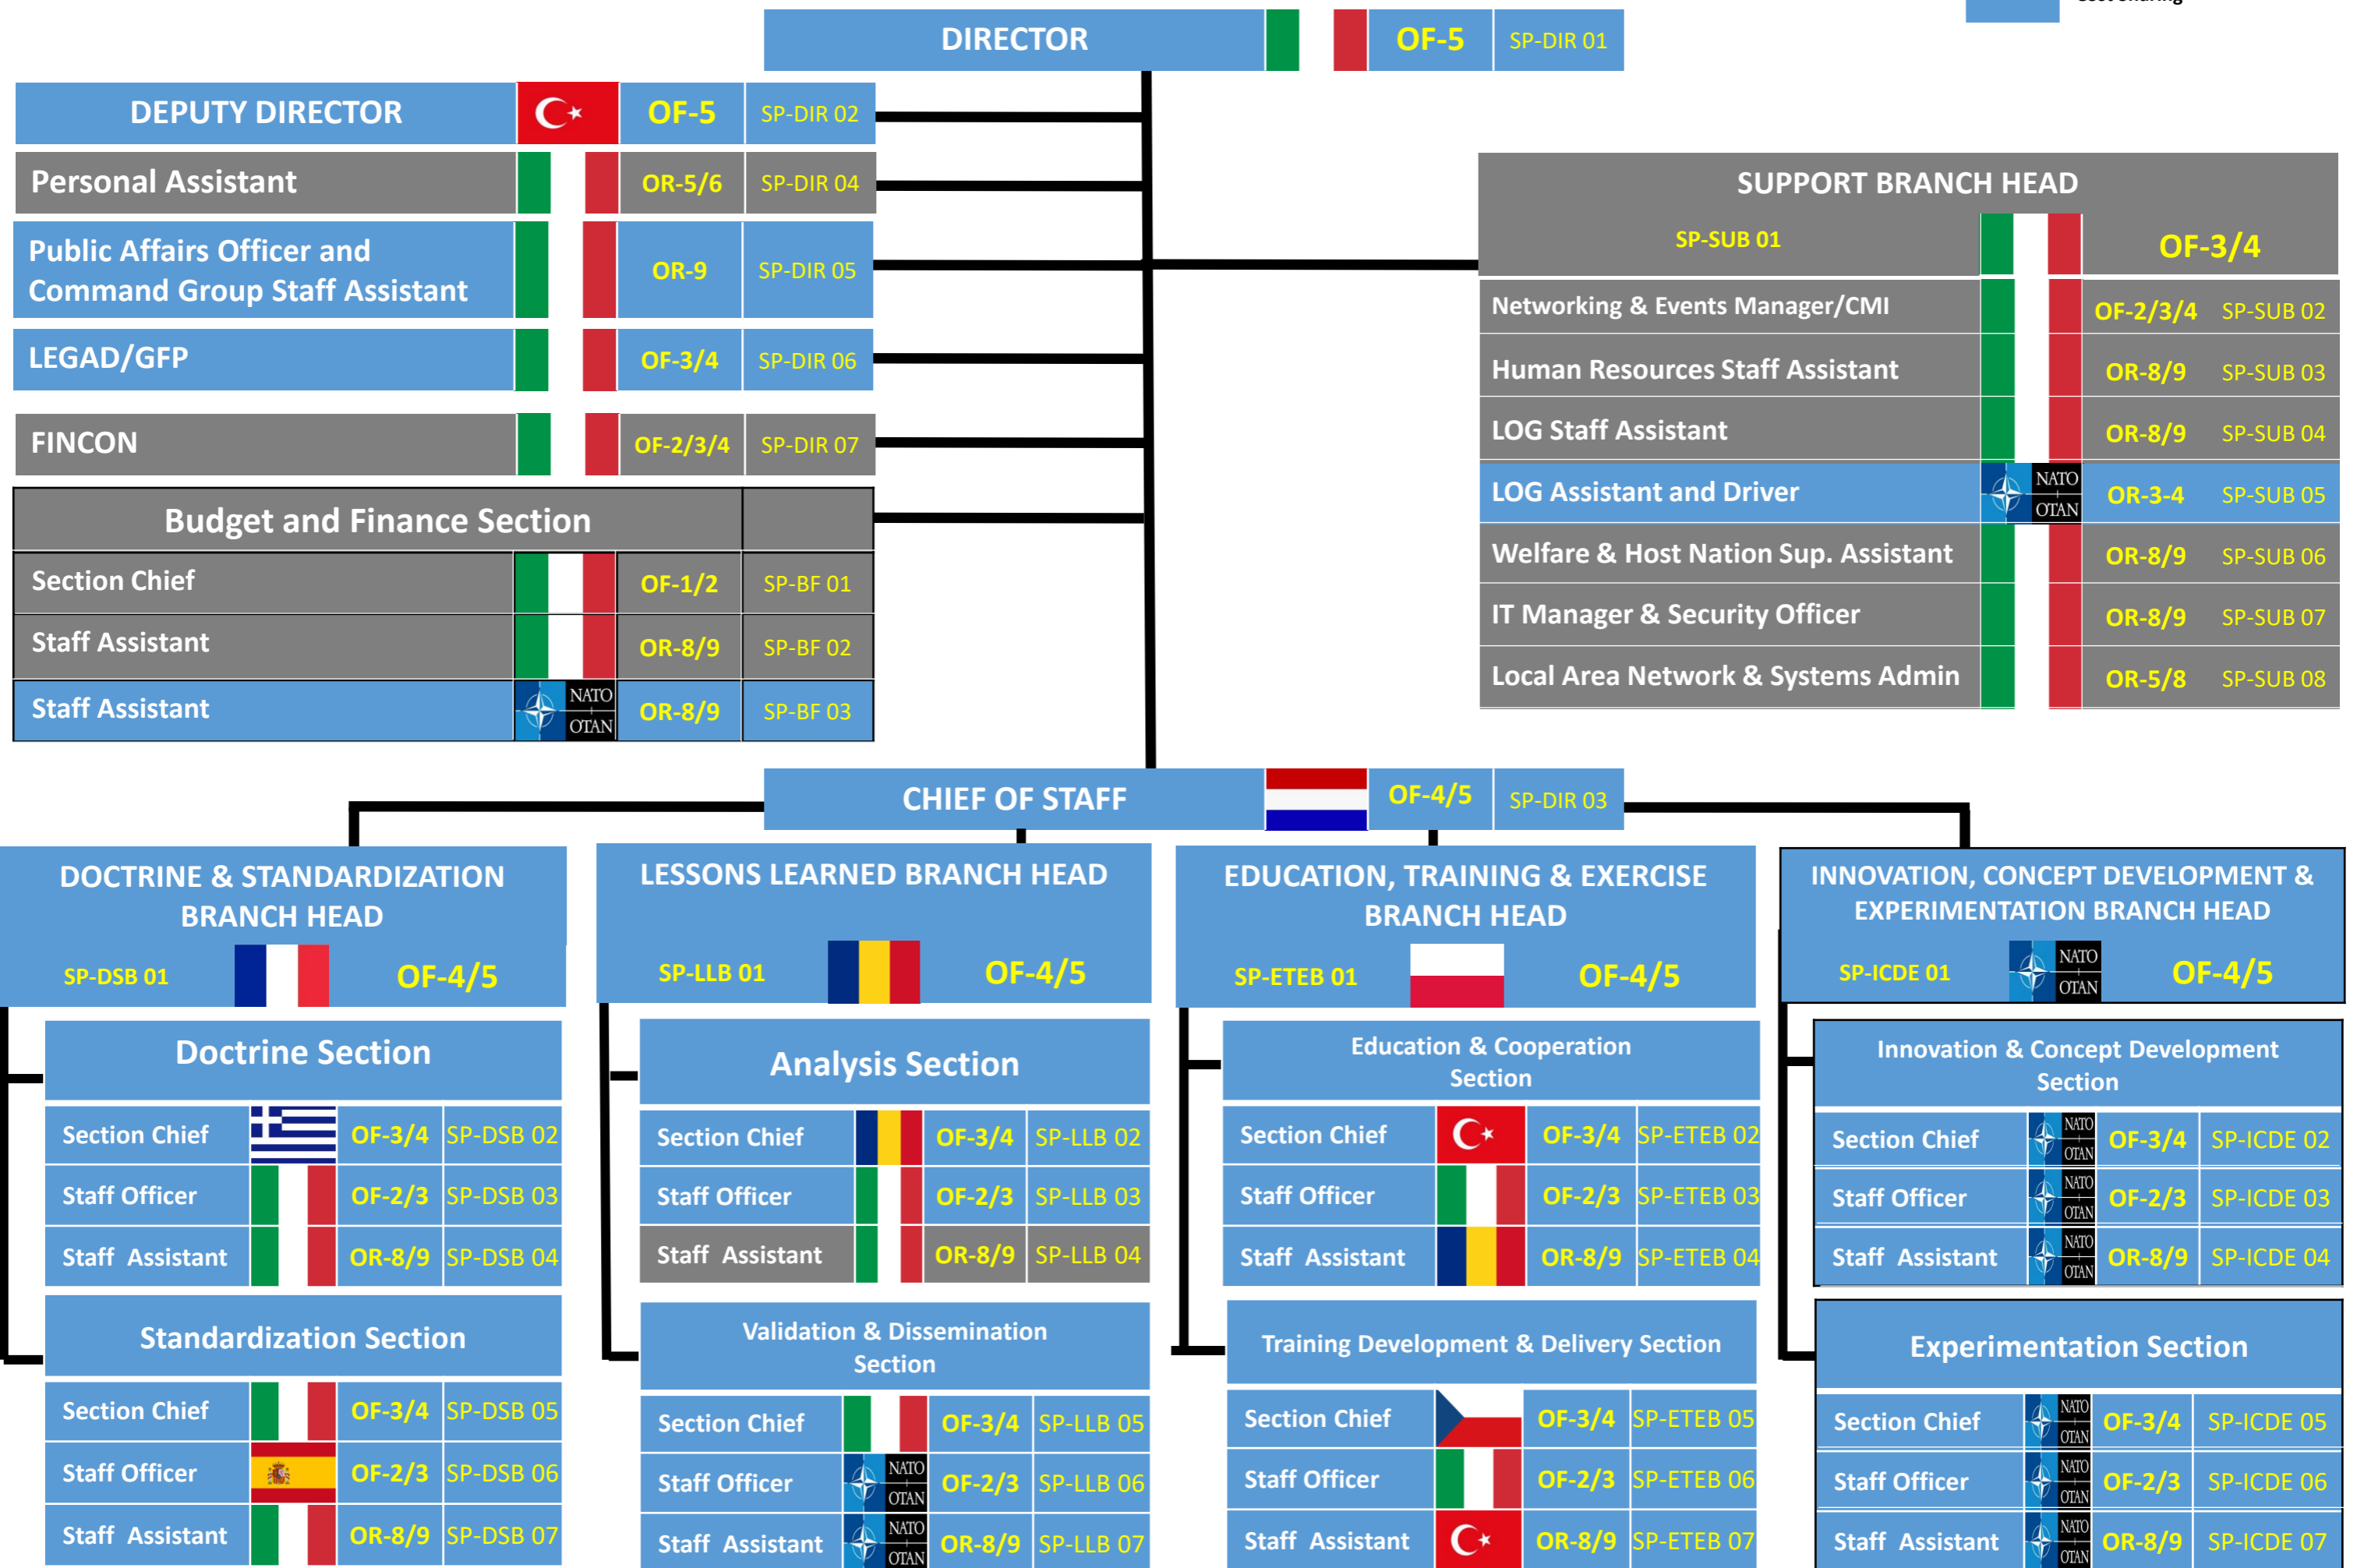 Cost Sharing
DIRECTOR OF-5 SP-DIR 01
DEPUTY DIRECTOR OF-5 SP-DIR 02
Personal Assistant OR-5/6 SP-DIR 04
Public Affairs Officer and
Command Group Staff Assistant OR-9 SP-DIR 05
LEGAD/GFP OF-3/4 SP-DIR 06
FINCON OF-2/3/4 SP-DIR 07
Budget and Finance Section
Section Chief OF-1/2 SP-BF 01
Staff Assistant OR-8/9 SP-BF 02
Staff Assistant NATO OTAN OR-8/9 SP-BF 03
SUPPORT BRANCH HEAD
SP-SUB 01 OF-3/4
Networking & Events Manager/CMI OF-2/3/4 SP-SUB 02
Human Resources Staff Assistant OR-8/9 SP-SUB 03
LOG Staff Assistant OR-8/9 SP-SUB 04
LOG Assistant and Driver NATO OTAN OR-3-4 SP-SUB 05
Welfare & Host Nation Sup. Assistant OR-8/9 SP-SUB 06
IT Manager & Security Officer OR-8/9 SP-SUB 07
Local Area Network & Systems Admin OR-5/8 SP-SUB 08
CHIEF OF STAFF OF-4/5 SP-DIR 03
DOCTRINE & STANDARDIZATION
BRANCH HEAD
SP-DSB 01 OF-4/5
Doctrine Section
Section Chief OF-3/4 SP-DSB 02
Staff Officer OF-2/3 SP-DSB 03
Staff Assistant OR-8/9 SP-DSB 04
Standardization Section
Section Chief OF-3/4 SP-DSB 05
Staff Officer OF-2/3 SP-DSB 06
Staff Assistant OR-8/9 SP-DSB 07
LESSONS LEARNED BRANCH HEAD
SP-LLB 01 OF-4/5
Analysis Section
Section Chief OF-3/4 SP-LLB 02
Staff Officer OF-2/3 SP-LLB 03
Staff Assistant OR-8/9 SP-LLB 04
Validation & Dissemination
Section
Section Chief OF-3/4 SP-LLB 05
Staff Officer NATO OTAN OF-2/3 SP-LLB 06
Staff Assistant NATO OTAN OR-8/9 SP-LLB 07
EDUCATION, TRAINING & EXERCISE
BRANCH HEAD
SP-ETEB 01 OF-4/5
Education & Cooperation
Section
Section Chief OF-3/4 SP-ETEB 02
Staff Officer OF-2/3 SP-ETEB 03
Staff Assistant OR-8/9 SP-ETEB 04
Training Development & Delivery Section
Section Chief OF-3/4 SP-ETEB 05
Staff Officer OF-2/3 SP-ETEB 06
Staff Assistant OR-8/9 SP-ETEB 07
INNOVATION, CONCEPT DEVELOPMENT &
EXPERIMENTATION BRANCH HEAD
SP-ICDE 01 NATO OTAN OF-4/5
Innovation & Concept Development
Section
Section Chief NATO OTAN OF-3/4 SP-ICDE 02
Staff Officer NATO OTAN OF-2/3 SP-ICDE 03
Staff Assistant NATO OTAN OR-8/9 SP-ICDE 04
Experimentation Section
Section Chief NATO OTAN OF-3/4 SP-ICDE 05
Staff Officer NATO OTAN OF-2/3 SP-ICDE 06
Staff Assistant NATO OTAN OR-8/9 SP-ICDE 07